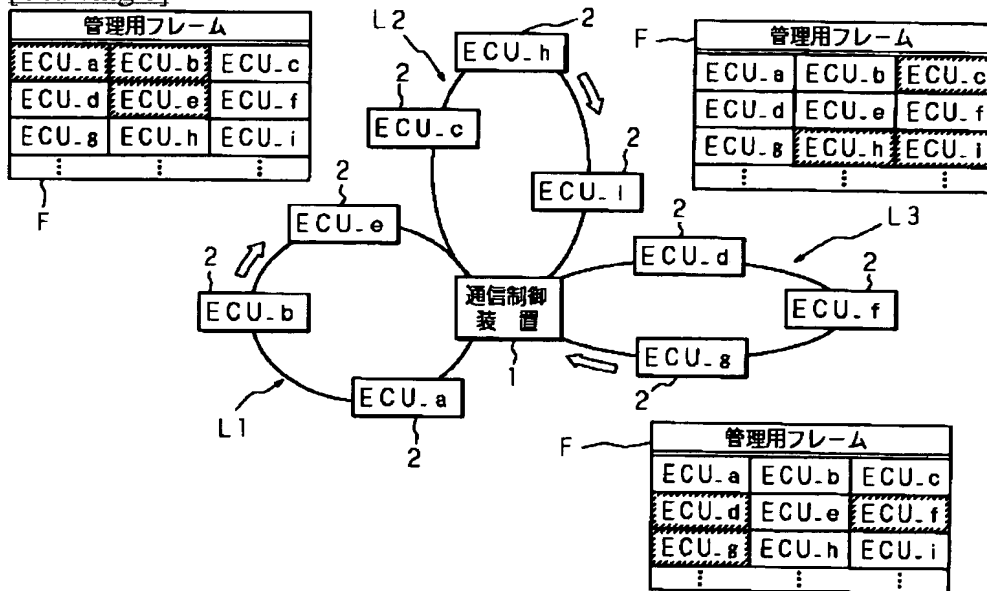 管理用フレーム
ECU_a ECU_b ECU_c
ECU_d ECU_e ECU_f
ECU_g ECU_h ECU_i
F
L2
2
ECU_h
2
ECU_c
2
ECU_i
F
管理用フレーム
ECU_a ECU_b ECU_c
ECU_d ECU_e ECU_f
ECU_g ECU_h ECU_i
2
ECU_e
2
ECU_b
L1
ECU_a
2
通信制御
装置
1
2
ECU_d
L3
2
ECU_f
ECU_g
2
F
管理用フレーム
ECU_a ECU_b ECU_c
ECU_d ECU_e ECU_f
ECU_g ECU_h ECU_i